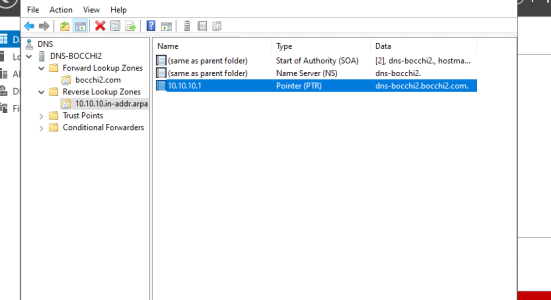 File Action View Help
DNS
DNS-BOCCHI2
Forward Lookup Zones
bocchi2.com
Reverse Lookup Zones
10.10.10.in-addr.arpa
Trust Points
Conditional Forwarders
Name Type Data
(same as parent folder) Start of Authority (SOA) [2], dns-bocchi2., hostma...
(same as parent folder) Name Server (NS) dns-bocchi2.
10.10.10.1 Pointer (PTR) dns-bocchi2.bocchi2.com.